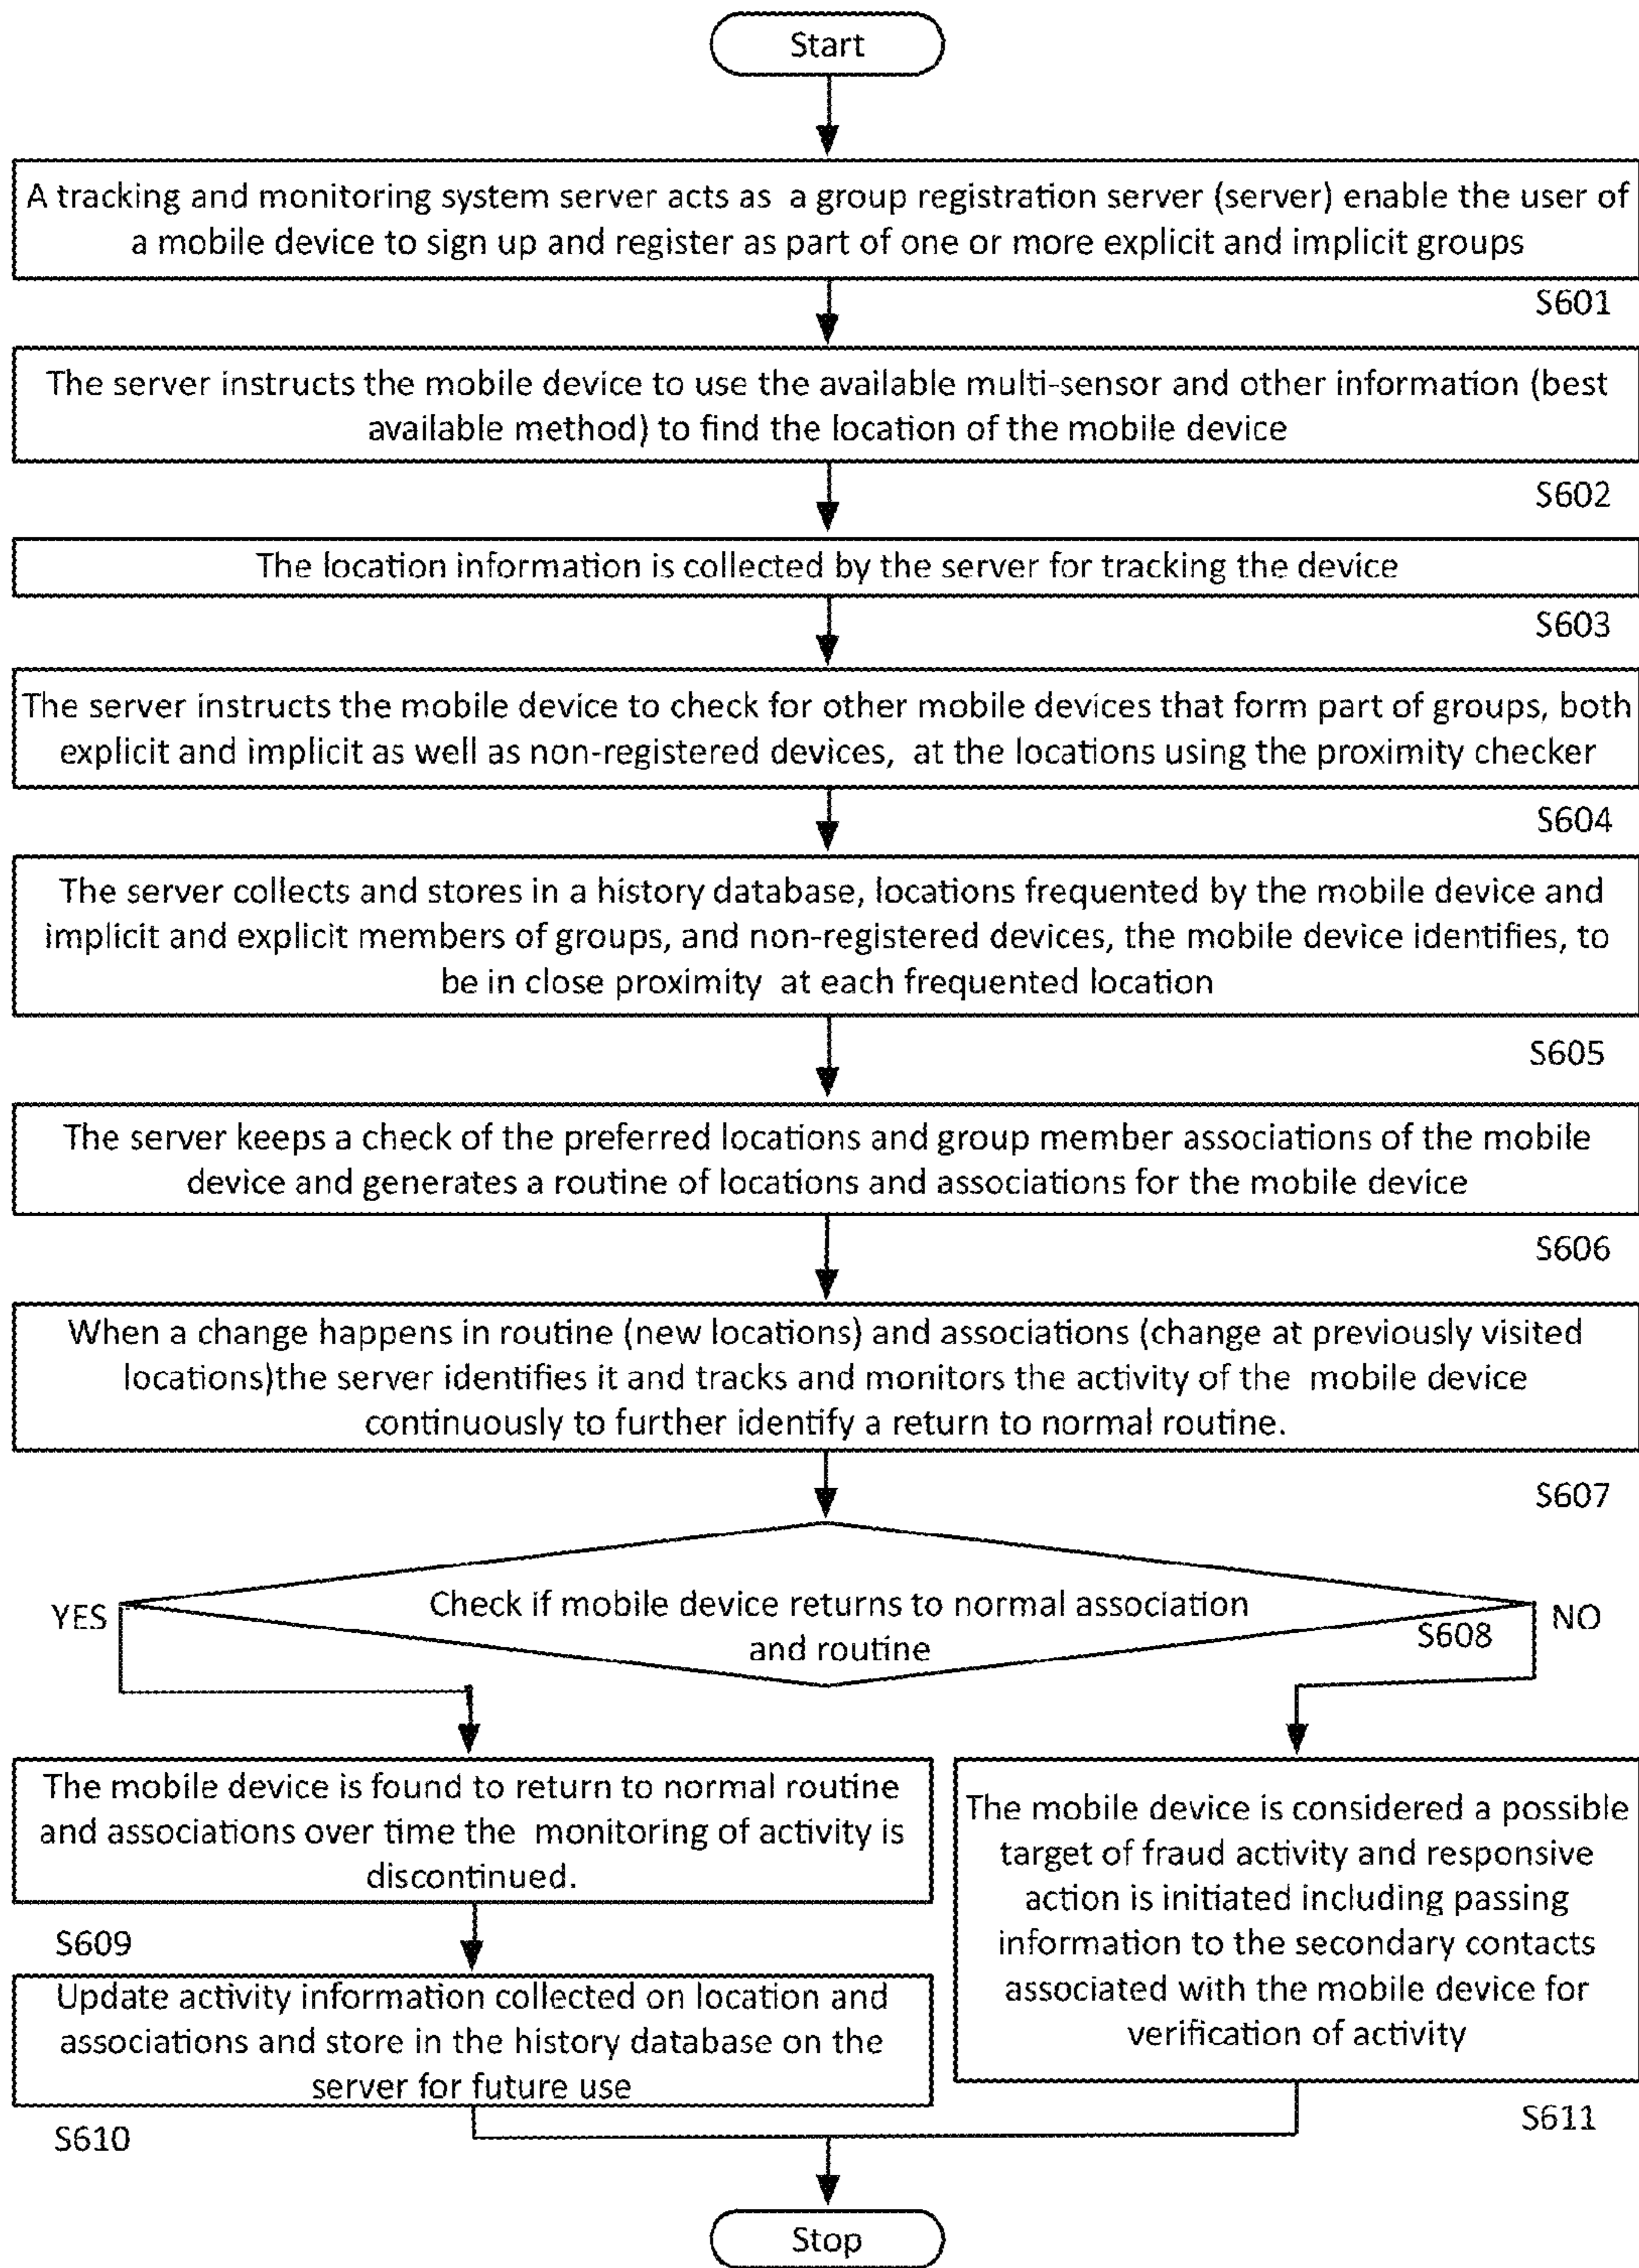 Start
A tracking and monitoring system server acts as a group registration server (server) enable the user of
a mobile device to sign up and register as part of one or more explicit and implicit groups
S601
The server instructs the mobile device to use the available multi-sensor and other information (best
available method) to find the location of the mobile device
S602
The location information is collected by the server for tracking the device
S603
The server instructs the mobile device to check for other mobile devices that form part of groups, both
explicit and implicit as well as non-registered devices, at the locations using the proximity checker
S604
The server collects and stores in a history database, locations frequented by the mobile device and
implicit and explicit members of groups, and non-registered devices, the mobile device identifies, to
be in close proximity at each frequented location
S605
The server keeps a check of the preferred locations and group member associations of the mobile
device and generates a routine of locations and associations for the mobile device
S606
When a change happens in routine (new locations) and associations (change at previously visited
locations)the server identifies it and tracks and monitors the activity of the mobile device
continuously to further identify a return to normal routine.
S607
Check if mobile device returns to normal association
and routine
S608
YES
NO
The mobile device is found to return to normal routine
and associations over time the monitoring of activity is
discontinued.
S609
Update activity information collected on location and
associations and store in the history database on the
server for future use
S610
The mobile device is considered a possible
target of fraud activity and responsive
action is initiated including passing
information to the secondary contacts
associated with the mobile device for
verification of activity
S611
Stop